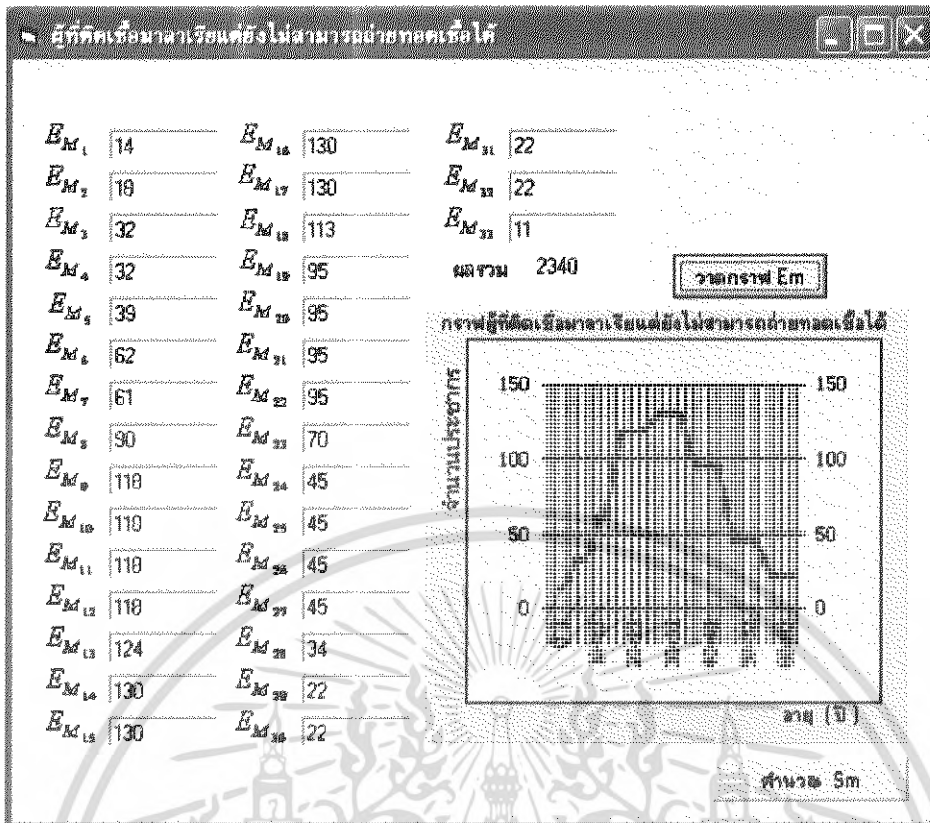 ผู้ที่ติดเชื้อมาลาเรียแต่ยังไม่สามารถถ่ายทอดเชื้อได้
E_M1 14 E_M16 130 E_M31 22
E_M2 18 E_M17 130 E_M32 22
E_M3 32 E_M18 113 E_M33 11
E_M4 32 E_M19 95 ผลรวม 2340 วาดกราฟ Em
E_M5 39 E_M20 95
E_M6 62 E_M21 95
E_M7 61 E_M22 95
E_M8 90 E_M23 70
E_M9 118 E_M24 45
E_M10 118 E_M25 45
E_M11 118 E_M26 45
E_M12 118 E_M27 45
E_M13 124 E_M28 34
E_M14 130 E_M29 22
E_M15 130 E_M30 22
กราฟผู้ที่ติดเชื้อมาลาเรียแต่ยังไม่สามารถถ่ายทอดเชื้อได้
จำนวนประชากร
150 150
100 100
50 50
0 0
อายุ (ปี)
คำนวณ Sm